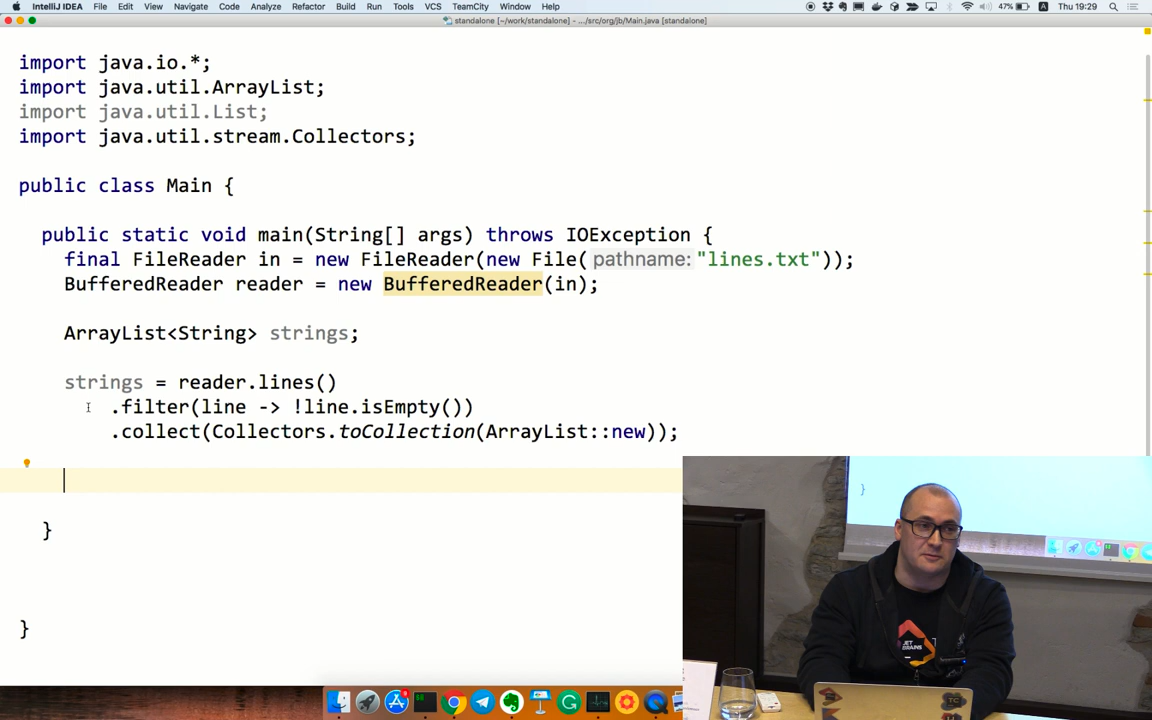 IntelliJ IDEA File Edit View Navigate Code Analyze Refactor Build Run Tools VCS TeamCity Window Help 47% A Thu 19:29
standalone [~/work/standalone] - .../src/org/jb/Main.java [standalone]
import java.io.*;
import java.util.ArrayList;
import java.util.List;
import java.util.stream.Collectors;
public class Main {
public static void main(String[] args) throws IOException {
final FileReader in = new FileReader(new File( pathname: "lines.txt"));
BufferedReader reader = new BufferedReader(in);
ArrayList<String> strings;
strings = reader.lines()
.filter(line -> !line.isEmpty())
.collect(Collectors.toCollection(ArrayList::new));
}
}
}
JET
BRAINS